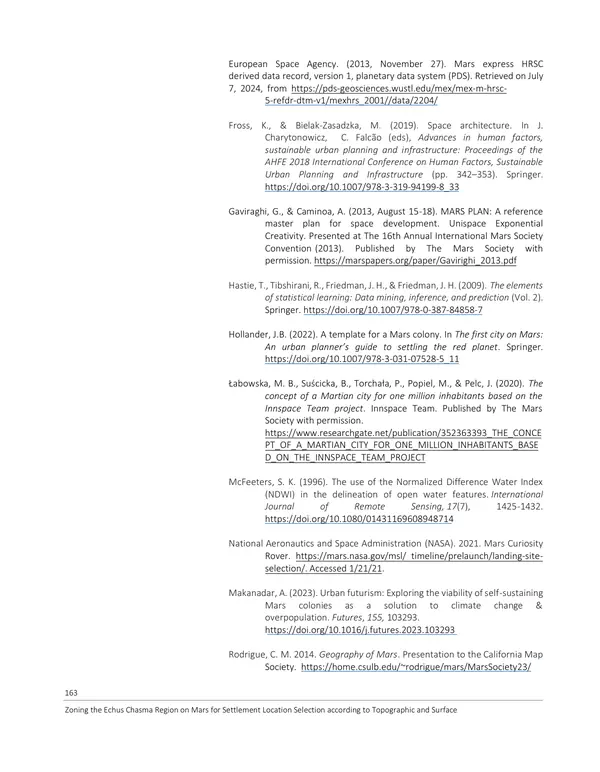 European Space Agency. (2013, November 27). Mars express HRSC
derived data record, version 1, planetary data system (PDS). Retrieved on July
7, 2024, from https://pds-geosciences.wustl.edu/mex/mex-m-hrsc-
5-refdr-dtm-v1/mexhrs_2001//data/2204/
Fross, K., & Bielak-Zasadzka, M. (2019). Space architecture. In J.
Charytonowicz, C. Falcão (eds), Advances in human factors,
sustainable urban planning and infrastructure: Proceedings of the
AHFE 2018 International Conference on Human Factors, Sustainable
Urban Planning and Infrastructure (pp. 342–353). Springer.
https://doi.org/10.1007/978-3-319-94199-8_33
Gaviraghi, G., & Caminoa, A. (2013, August 15-18). MARS PLAN: A reference
master plan for space development. Unispace Exponential
Creativity. Presented at The 16th Annual International Mars Society
Convention (2013). Published by The Mars Society with
permission. https://marspapers.org/paper/Gavirighi_2013.pdf
Hastie, T., Tibshirani, R., Friedman, J. H., & Friedman, J. H. (2009). The elements
of statistical learning: Data mining, inference, and prediction (Vol. 2).
Springer. https://doi.org/10.1007/978-0-387-84858-7
Hollander, J.B. (2022). A template for a Mars colony. In The first city on Mars:
An urban planner's guide to settling the red planet. Springer.
https://doi.org/10.1007/978-3-031-07528-5_11
Łabowska, M. B., Suścicka, B., Torchała, P., Popiel, M., & Pelc, J. (2020). The
concept of a Martian city for one million inhabitants based on the
Innspace Team project. Innspace Team. Published by The Mars
Society with permission.
https://www.researchgate.net/publication/352363393_THE_CONCE
PT_OF_A_MARTIAN_CITY_FOR_ONE_MILLION_INHABITANTS_BASE
D_ON_THE_INNSPACE_TEAM_PROJECT
McFeeters, S. K. (1996). The use of the Normalized Difference Water Index
(NDWI) in the delineation of open water features. International
Journal of Remote Sensing, 17(7), 1425-1432.
https://doi.org/10.1080/01431169608948714
National Aeronautics and Space Administration (NASA). 2021. Mars Curiosity
Rover. https://mars.nasa.gov/msl/ timeline/prelaunch/landing-site-
selection/. Accessed 1/21/21.
Makanadar, A. (2023). Urban futurism: Exploring the viability of self-sustaining
Mars colonies as a solution to climate change &
overpopulation. Futures, 155, 103293.
https://doi.org/10.1016/j.futures.2023.103293
Rodrigue, C. M. 2014. Geography of Mars. Presentation to the California Map
Society. https://home.csulb.edu/~rodrigue/mars/MarsSociety23/
163
Zoning the Echus Chasma Region on Mars for Settlement Location Selection according to Topographic and Surface